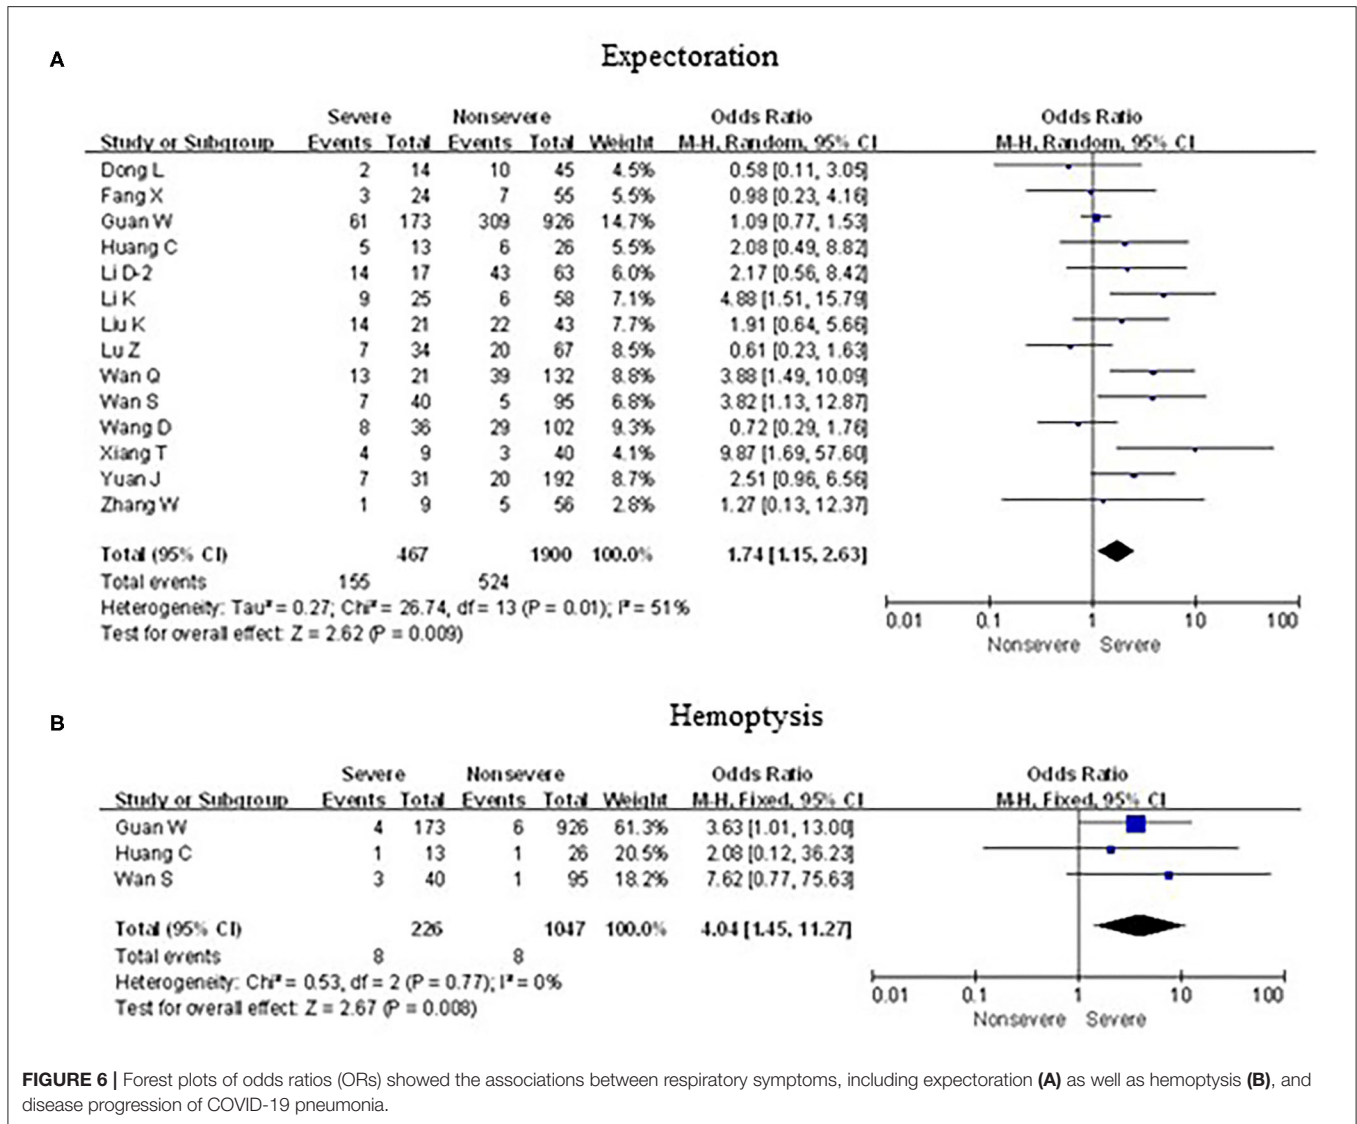 A
Expectoration
Severe Nonsevere Odds Ratio Odds Ratio
Study or Subgroup Events Total Events Total Weight M-H, Random, 95% CI M-H, Random, 95% CI
Dong L 2 14 10 45 4.5% 0.58 [0.11, 3.05]
Fang X 3 24 7 55 5.5% 0.98 [0.23, 4.16]
Guan W 61 173 309 926 14.7% 1.09 [0.77, 1.53]
Huang C 5 13 6 26 5.5% 2.08 [0.49, 8.82]
Li D-2 14 17 43 63 6.0% 2.17 [0.56, 8.42]
Li K 9 25 6 58 7.1% 4.88 [1.51, 15.79]
Liu K 14 21 22 43 7.7% 1.91 [0.64, 5.66]
Lu Z 7 34 20 67 8.5% 0.61 [0.23, 1.63]
Wan Q 13 21 39 132 8.8% 3.88 [1.49, 10.09]
Wan S 7 40 5 95 6.8% 3.82 [1.13, 12.87]
Wang D 8 36 29 102 9.3% 0.72 [0.29, 1.76]
Xiang T 4 9 3 40 4.1% 9.87 [1.69, 57.60]
Yuan J 7 31 20 192 8.7% 2.51 [0.96, 6.56]
Zhang W 1 9 5 56 2.8% 1.27 [0.13, 12.37]
Total (95% CI) 467 1900 100.0% 1.74 [1.15, 2.63]
Total events 155 524
Heterogeneity: Tau² = 0.27; Chi² = 26.74, df = 13 (P = 0.01); I² = 51%
Test for overall effect: Z = 2.62 (P = 0.009)
0.01 0.1 1 10 100
Nonsevere Severe
B
Hemoptysis
Severe Nonsevere Odds Ratio Odds Ratio
Study or Subgroup Events Total Events Total Weight M-H, Fixed, 95% CI M-H, Fixed, 95% CI
Guan W 4 173 6 926 61.3% 3.63 [1.01, 13.00]
Huang C 1 13 1 26 20.5% 2.08 [0.12, 36.23]
Wan S 3 40 1 95 18.2% 7.62 [0.77, 75.63]
Total (95% CI) 226 1047 100.0% 4.04 [1.45, 11.27]
Total events 8 8
Heterogeneity: Chi² = 0.53, df = 2 (P = 0.77); I² = 0%
Test for overall effect: Z = 2.67 (P = 0.008)
0.01 0.1 1 10 100
Nonsevere Severe
FIGURE 6 | Forest plots of odds ratios (ORs) showed the associations between respiratory symptoms, including expectoration (A) as well as hemoptysis (B), and
disease progression of COVID-19 pneumonia.